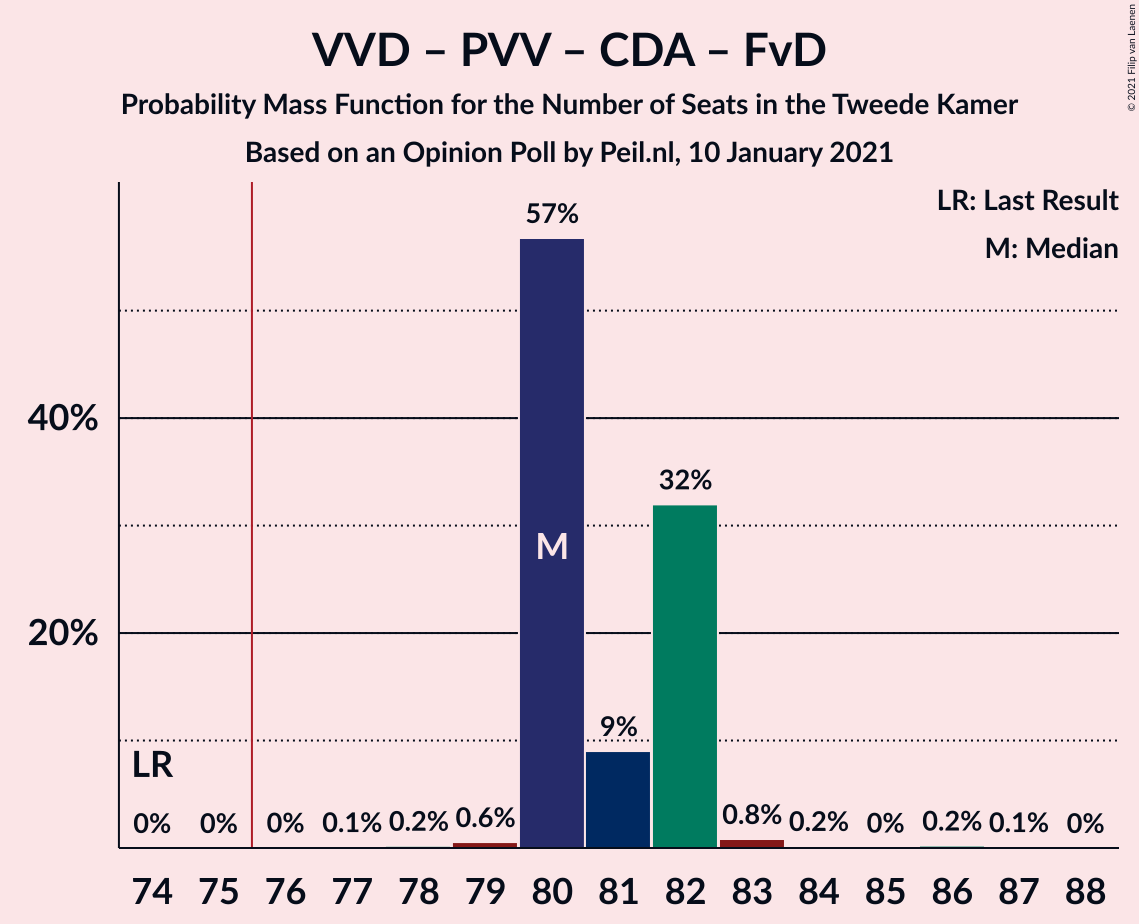 VVD – PVV – CDA – FvD
Probability Mass Function for the Number of Seats in the Tweede Kamer
Based on an Opinion Poll by Peil.nl, 10 January 2021
© 2021 Filip van Laenen
LR: Last Result
M: Median
57%
40%
32%
M
20%
9%
LR
0% 0% 0% 0.1% 0.2% 0.6% 0.8% 0.2% 0% 0.2% 0.1% 0%
74 75 76 77 78 79 80 81 82 83 84 85 86 87 88